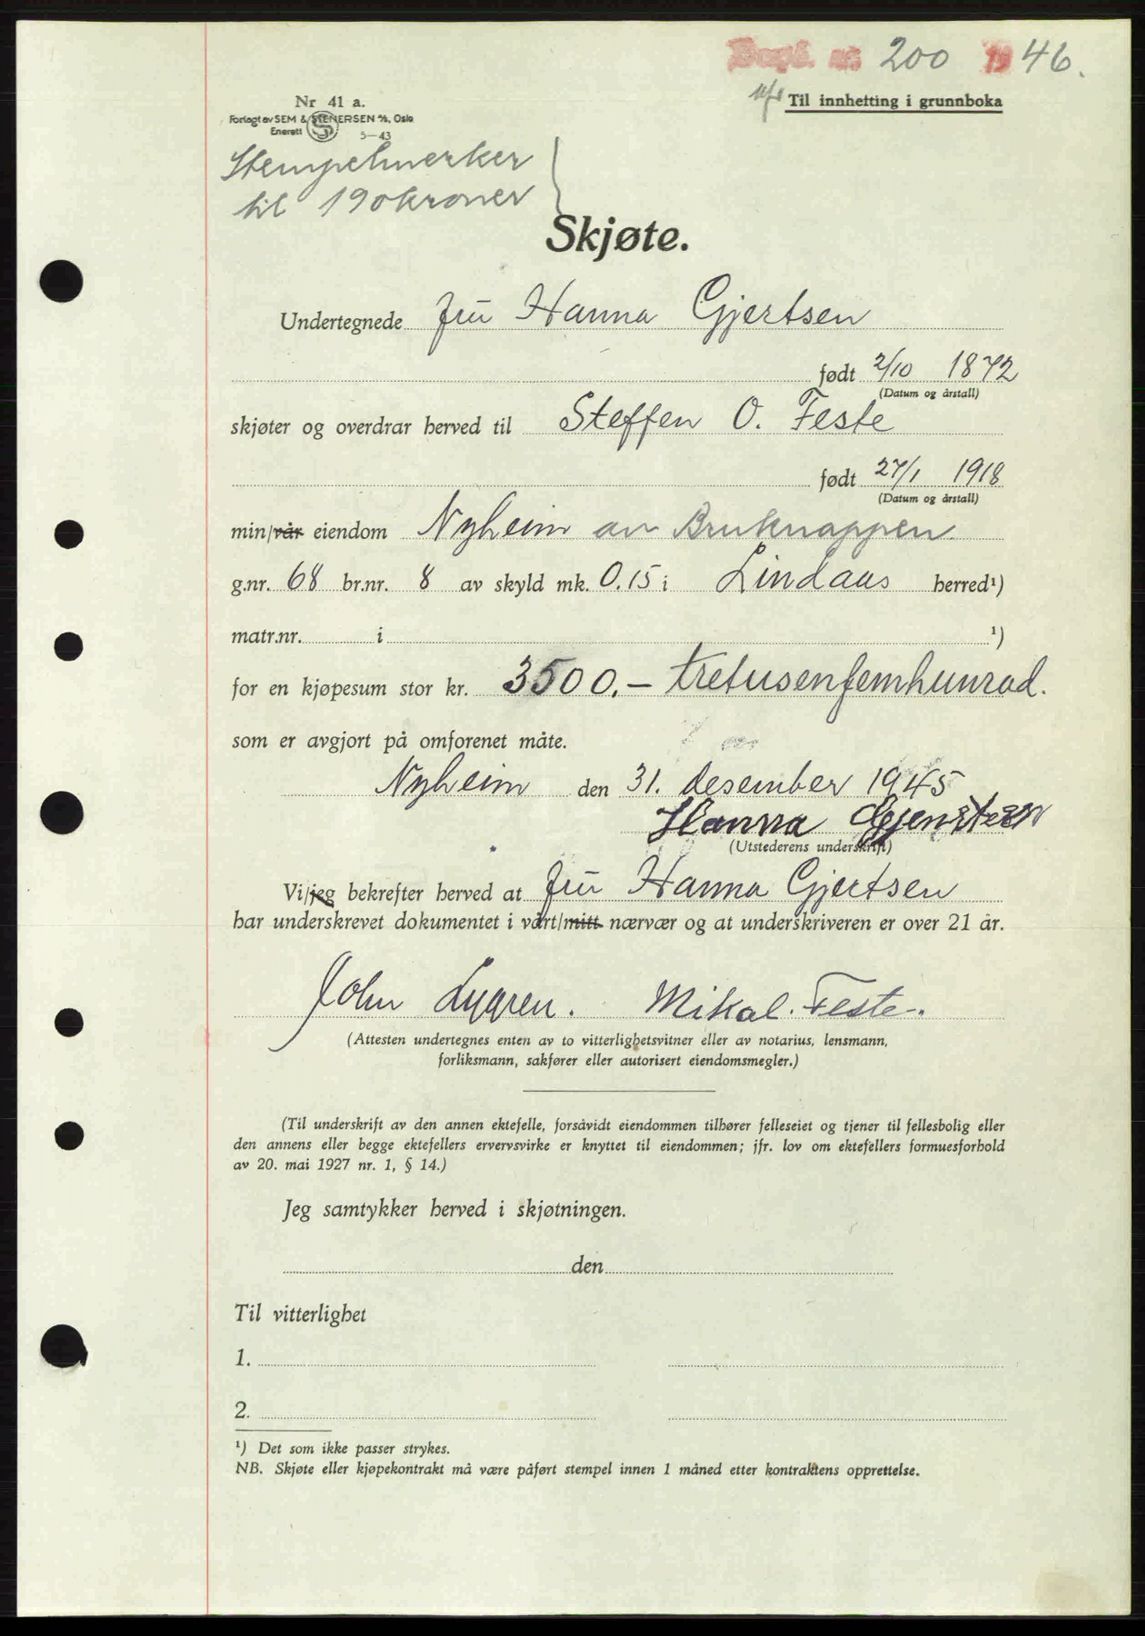 Dagb. nr 200 1946.
Til innhefting i grunnboka
Nr 41 a.
Forlagt av SEM & STENERSEN A/S, Oslo
Enerett S 5-43
Stempelmerker
til 190 kroner
Skjøte.
Undertegnede fru Hanna Gjertsen
født 2/10 1872
(Datum og årstall)
skjøter og overdrar herved til Steffen O. Feste
født 27/1 1918
(Datum og årstall)
min/vår eiendom Nyheim av Bruknappen
g.nr. 68 br.nr. 8 av skyld mk. 0.15 i Lindaas herred¹)
matr.nr. i ¹)
for en kjøpesum stor kr. 3500.- tretusenfemhunrad.
som er avgjort på omforenet måte.
Nyheim den 31. desember 1945
Hanna Gjertsen
(Utstederens underskrift)
Vi/jeg bekrefter herved at fru Hanna Gjertsen
har underskrevet dokumentet i vårt/mitt nærvær og at underskriveren er over 21 år.
John Lygren. Mikal. Feste.
(Attesten undertegnes enten av to vitterlighetsvitner eller av notarius, lensmann,
forliksmann, sakfører eller autorisert eiendomsmegler.)
(Til underskrift av den annen ektefelle, forsåvidt eiendommen tilhører felleseiet og tjener til fellesbolig eller
den annens eller begge ektefellers ervervsvirke er knyttet til eiendommen; jfr. lov om ektefellers formuesforhold
av 20. mai 1927 nr. 1, § 14.)
Jeg samtykker herved i skjøtningen.
den
Til vitterlighet
1.
2.
¹) Det som ikke passer strykes.
NB. Skjøte eller kjøpekontrakt må være påført stempel innen 1 måned etter kontraktens opprettelse.